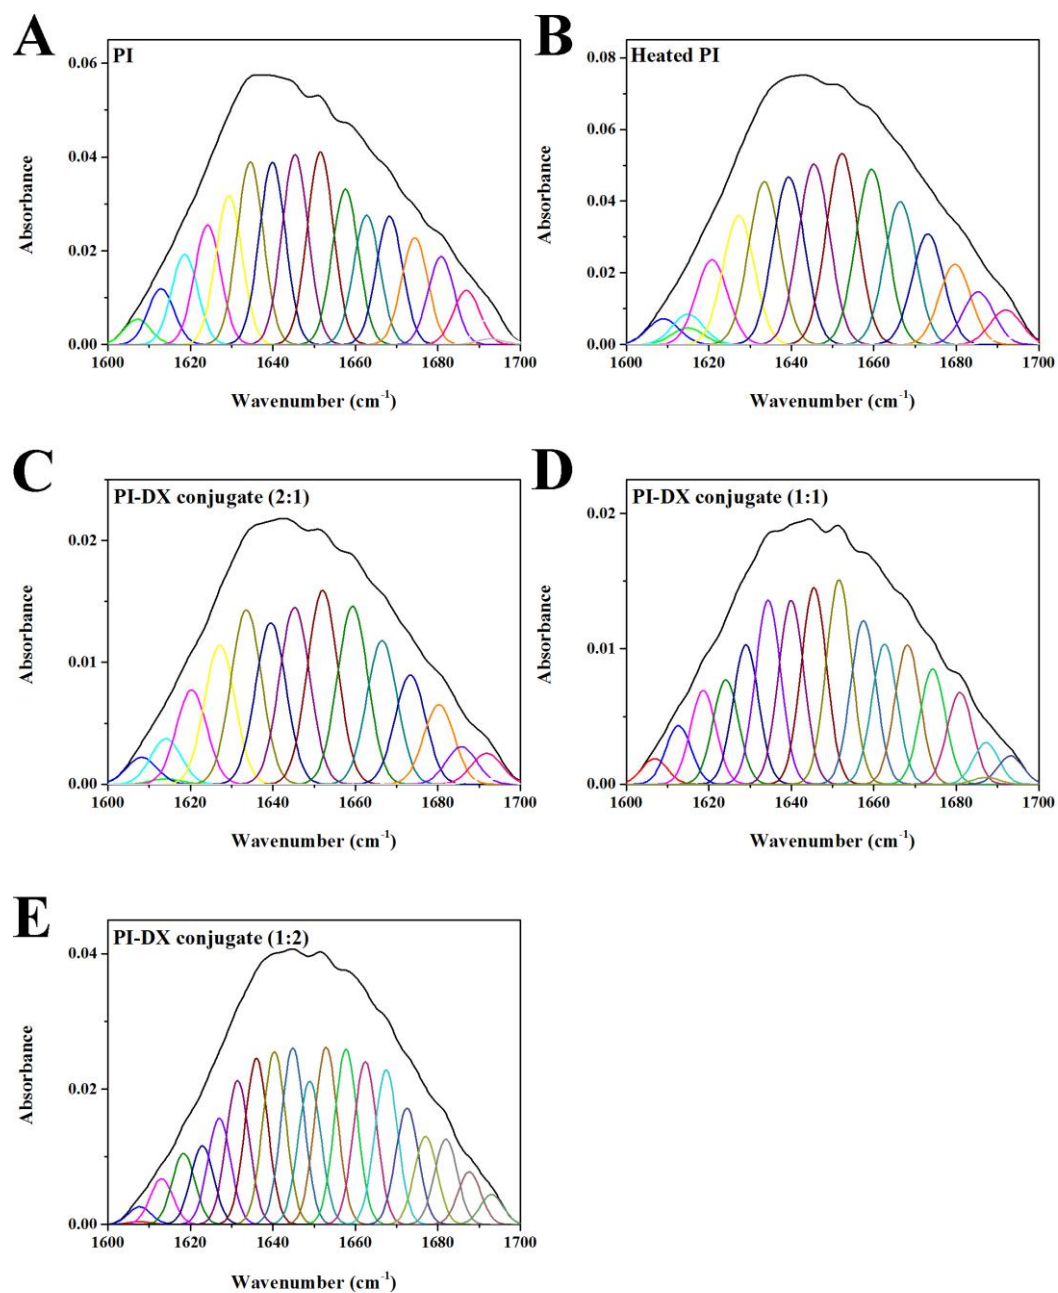 A
PI
0.06
0.04
0.02
0.00
Absorbance
1600 1620 1640 1660 1680 1700
Wavenumber (cm-1)
B
Heated PI
0.08
0.06
0.04
0.02
0.00
Absorbance
1600 1620 1640 1660 1680 1700
Wavenumber (cm-1)
C
PI-DX conjugate (2:1)
0.02
0.01
0.00
Absorbance
1600 1620 1640 1660 1680 1700
Wavenumber (cm-1)
D
PI-DX conjugate (1:1)
0.02
0.01
0.00
Absorbance
1600 1620 1640 1660 1680 1700
Wavenumber (cm-1)
E
PI-DX conjugate (1:2)
0.04
0.02
0.00
Absorbance
1600 1620 1640 1660 1680 1700
Wavenumber (cm-1)